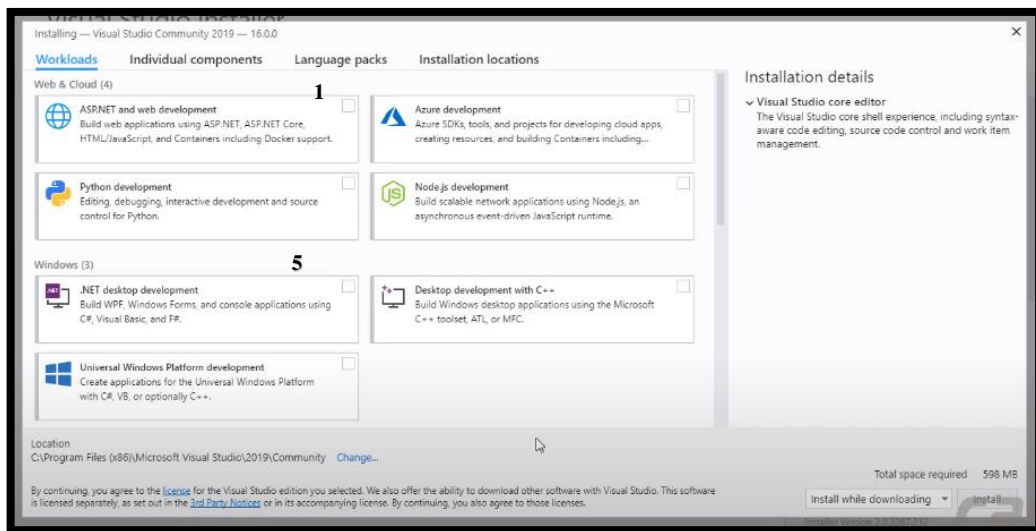 Visual Studio Installer
Installing — Visual Studio Community 2019 — 16.0.0
Workloads Individual components Language packs Installation locations
Web & Cloud (4)
1
ASP.NET and web development
Build web applications using ASP.NET, ASP.NET Core,
HTML/JavaScript, and Containers including Docker support.
Azure development
Azure SDKs, tools, and projects for developing cloud apps,
creating resources, and building Containers including...
Python development
Editing, debugging, interactive development and source
control for Python.
Node.js development
Build scalable network applications using Node.js, an
asynchronous event-driven JavaScript runtime.
Windows (3)
5
.NET desktop development
Build WPF, Windows Forms, and console applications using
C#, Visual Basic, and F#.
Desktop development with C++
Build Windows desktop applications using the Microsoft
C++ toolset, ATL, or MFC.
Universal Windows Platform development
Create applications for the Universal Windows Platform
with C#, VB, or optionally C++.
Installation details
Visual Studio core editor
The Visual Studio core shell experience, including syntax-
aware code editing, source code control and work item
management.
Location
C:\Program Files (x86)\Microsoft Visual Studio\2019\Community Change...
Total space required 598 MB
By continuing, you agree to the license for the Visual Studio edition you selected. We also offer the ability to download other software with Visual Studio. This software
is licensed separately, as set out in the 3rd Party Notices or in its accompanying license. By continuing, you also agree to those licenses.
Install while downloading Install
Installer Version